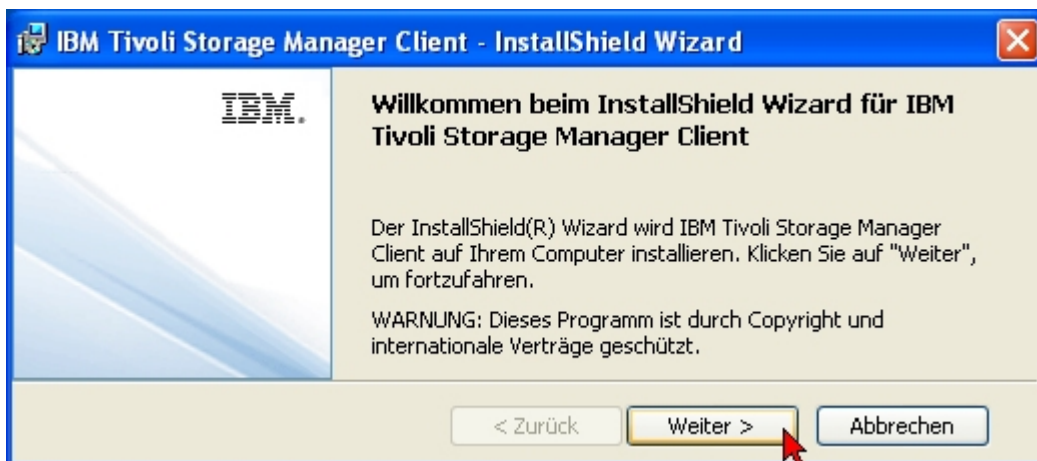 IBM Tivoli Storage Manager Client - InstallShield Wizard
IBM.
Willkommen beim InstallShield Wizard für IBM
Tivoli Storage Manager Client
Der InstallShield(R) Wizard wird IBM Tivoli Storage Manager
Client auf Ihrem Computer installieren. Klicken Sie auf "Weiter",
um fortzufahren.
WARNUNG: Dieses Programm ist durch Copyright und
internationale Verträge geschützt.
< Zurück Weiter > Abbrechen